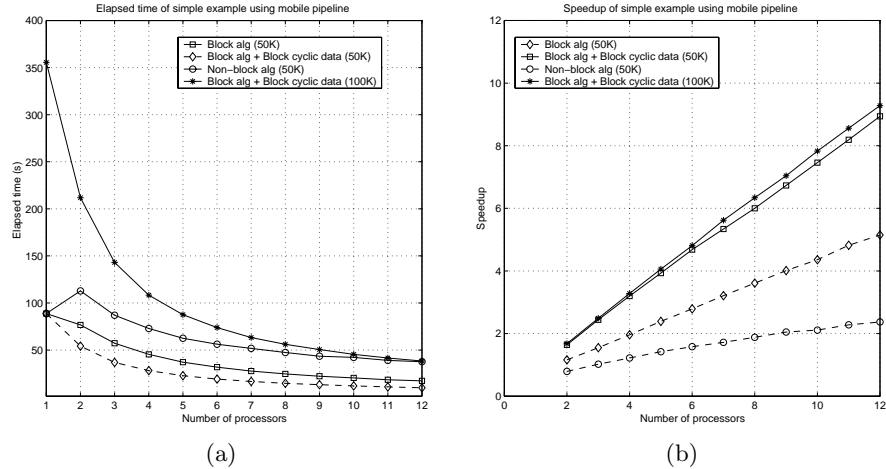 Elapsed time of simple example using mobile pipeline
400
350
300
250
200
150
100
50
Elapsed time (s)
Block alg (50K)
Block alg + Block cyclic data (50K)
Non−block alg (50K)
Block alg + Block cyclic data (100K)
1 2 3 4 5 6 7 8 9 10 11 12
Number of processors
(a)
Speedup of simple example using mobile pipeline
12
10
8
6
4
2
0
Speedup
Block alg (50K)
Block alg + Block cyclic data (50K)
Non−block alg (50K)
Block alg + Block cyclic data (100K)
0 2 4 6 8 10 12
Number of processors
(b)